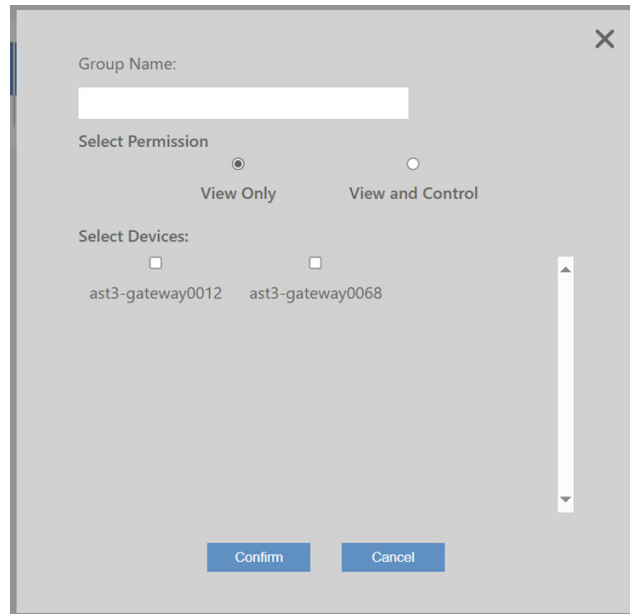 Group Name:
Select Permission
View Only View and Control
Select Devices:
ast3-gateway0012 ast3-gateway0068
Confirm Cancel